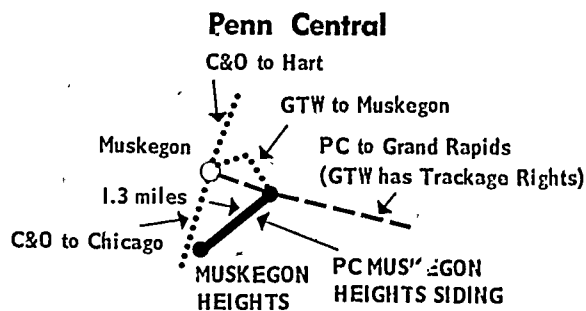 Penn Central
C&O to Hart
GTW to Muskegon
Muskegon
PC to Grand Rapids
(GTW has Trackage Rights)
1.3 miles
C&O to Chicago
MUSKEGON
HEIGHTS
PC MUSKEGON
HEIGHTS SIDING